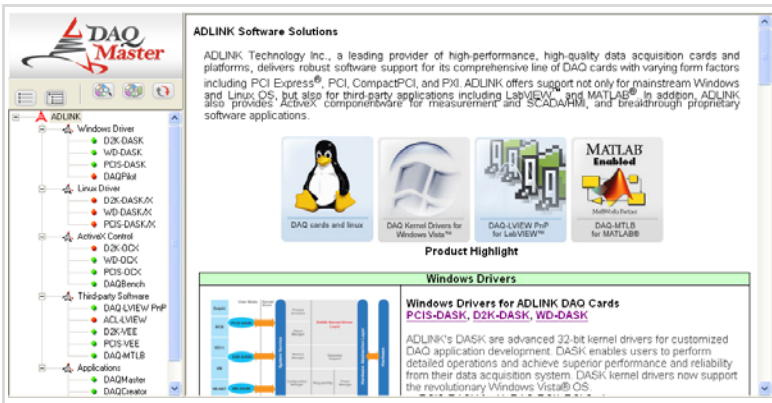 DAQ
Master
ADLINK
Windows Driver
D2K-DASK
WD-DASK
PCIS-DASK
DAQPilot
Linux Driver
D2K-DASK/X
WD-DASK/X
PCIS-DASK/X
ActiveX Control
D2K-OCX
WD-OCX
PCIS-OCX
DAQBench
Third-party Software
DAQ-LVIEW PnP
ACL-LVIEW
D2K-VEE
PCIS-VEE
DAQ-MTLB
Applications
DAQMaster
DAQCreator
ADLINK Software Solutions
ADLINK Technology Inc., a leading provider of high-performance, high-quality data acquisition cards and
platforms, delivers robust software support for its comprehensive line of DAQ cards with varying form factors
including PCI Express®, PCI, CompactPCI, and PXI. ADLINK offers support not only for mainstream Windows
and Linux OS, but also for third-party applications including LabVIEW™ and MATLAB®. In addition, ADLINK
also provides ActiveX componentware for measurement and SCADA/HMI, and breakthrough proprietary
software applications.
DAQ cards and linux
DAQ Kernel Drivers for
Windows Vista™
DAQ-LVIEW PnP
for LabVIEW™
MATLAB
Enabled
MathWorks Partner
DAQ-MTLB
for MATLAB®
Product Highlight
Windows Drivers
Windows Drivers for ADLINK DAQ Cards
PCIS-DASK, D2K-DASK, WD-DASK
ADLINK's DASK are advanced 32-bit kernel drivers for customized
DAQ application development. DASK enables users to perform
detailed operations and achieve superior performance and reliability
from their data acquisition system. DASK kernel drivers now support
the revolutionary Windows Vista® OS.